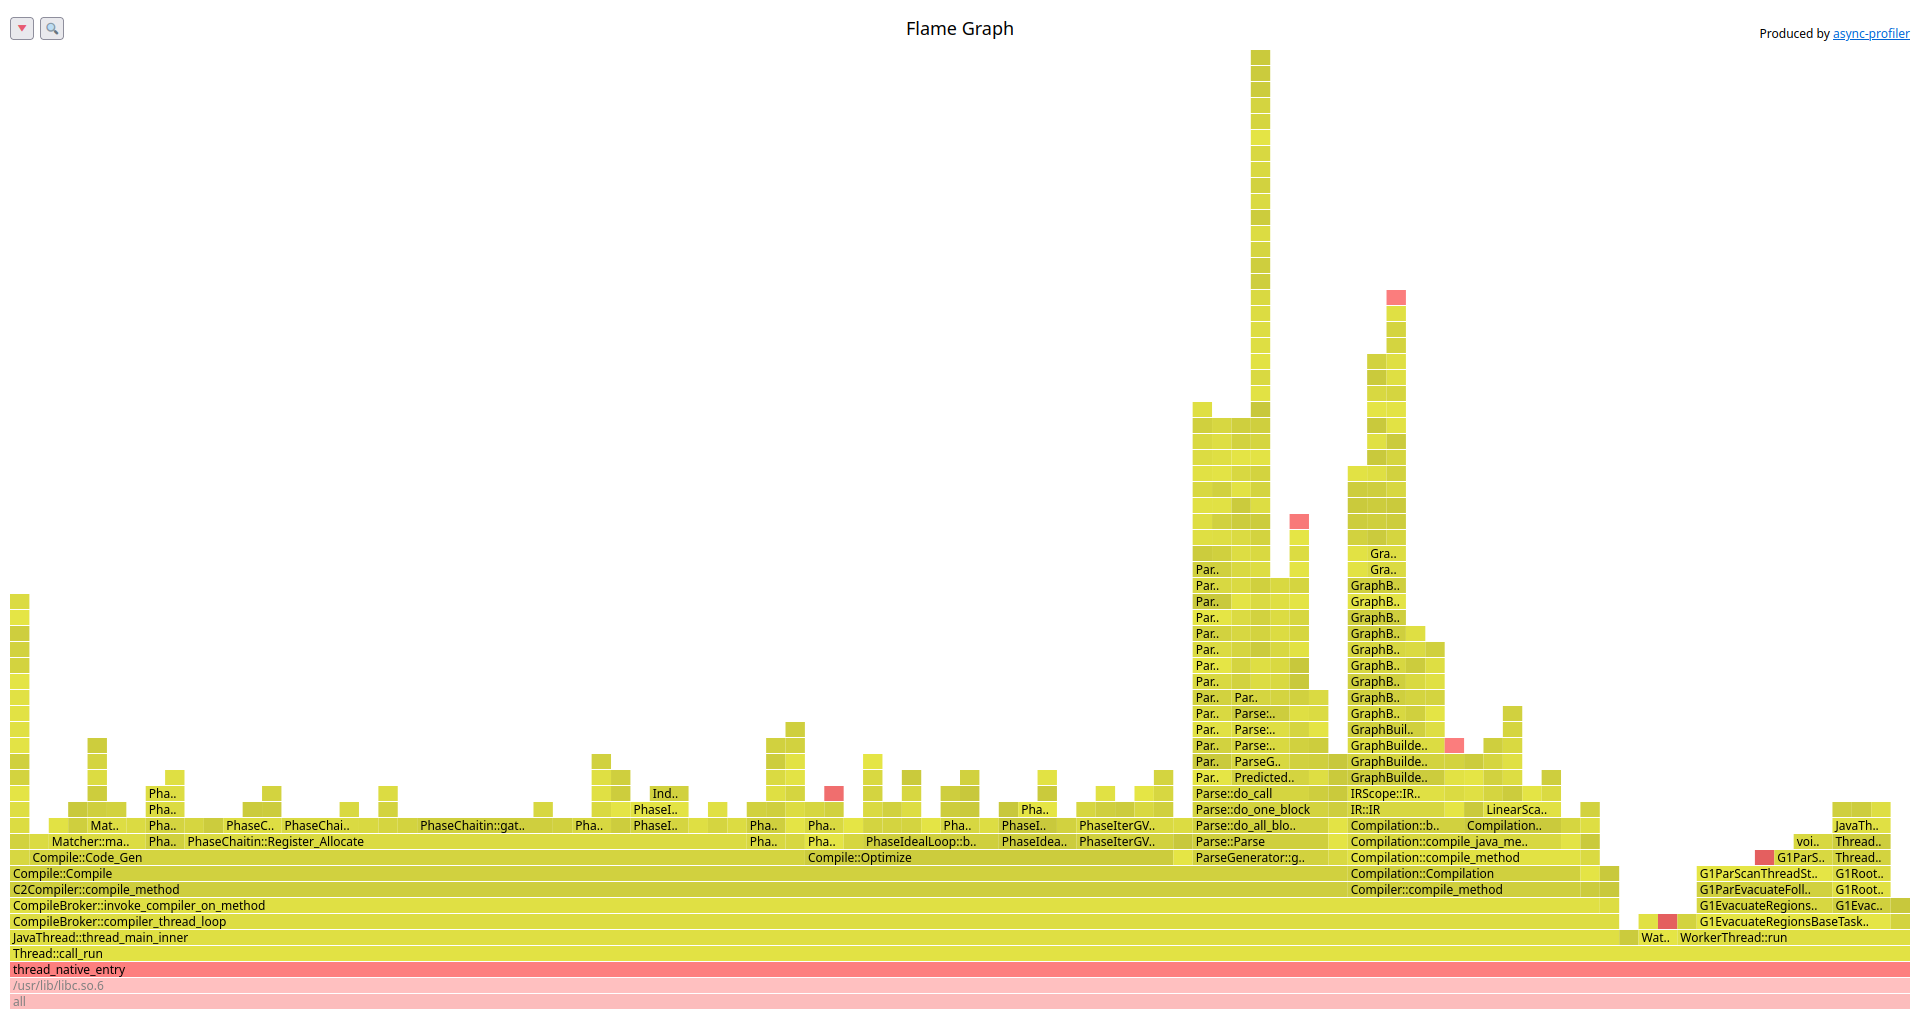 Flame Graph
Produced by async-profiler
Gra..
Par.. Gra..
Par.. GraphB..
Par.. GraphB..
Par.. GraphB..
Par.. GraphB..
Par.. GraphB..
Par.. GraphB..
Par.. GraphB..
Par.. Par.. GraphB..
Par.. Parse:.. GraphB..
Par.. Parse:.. GraphBuil..
Par.. Parse:.. GraphBuilde..
Par.. ParseG.. GraphBuilde..
Par.. Predicted.. GraphBuilde..
Pha.. Ind.. Parse::do_call IRScope::IR..
Pha.. PhaseI.. Pha.. Parse::do_one_block IR::IR LinearSca..
Mat.. Pha.. PhaseC.. PhaseChai.. PhaseChaitin::gat.. Pha.. PhaseI.. Pha.. Pha.. Pha.. PhaseI.. PhaseIterGV.. Parse::do_all_blo.. Compilation::b.. Compilation.. JavaTh..
Matcher::ma.. Pha.. PhaseChaitin::Register_Allocate Pha.. Pha.. PhaseIdealLoop::b.. PhaseIdea.. PhaseIterGV.. Parse::Parse Compilation::compile_java_me.. voi.. Thread..
Compile::Code_Gen Compile::Optimize ParseGenerator::g.. Compilation::compile_method G1ParS.. Thread..
Compile::Compile Compilation::Compilation G1ParScanThreadSt.. G1Root..
C2Compiler::compile_method Compiler::compile_method G1ParEvacuateFoll.. G1Root..
CompileBroker::invoke_compiler_on_method G1EvacuateRegions.. G1Evac..
CompileBroker::compiler_thread_loop G1EvacuateRegionsBaseTask..
JavaThread::thread_main_inner Wat.. WorkerThread::run
Thread::call_run
thread_native_entry
/usr/lib/libc.so.6
all